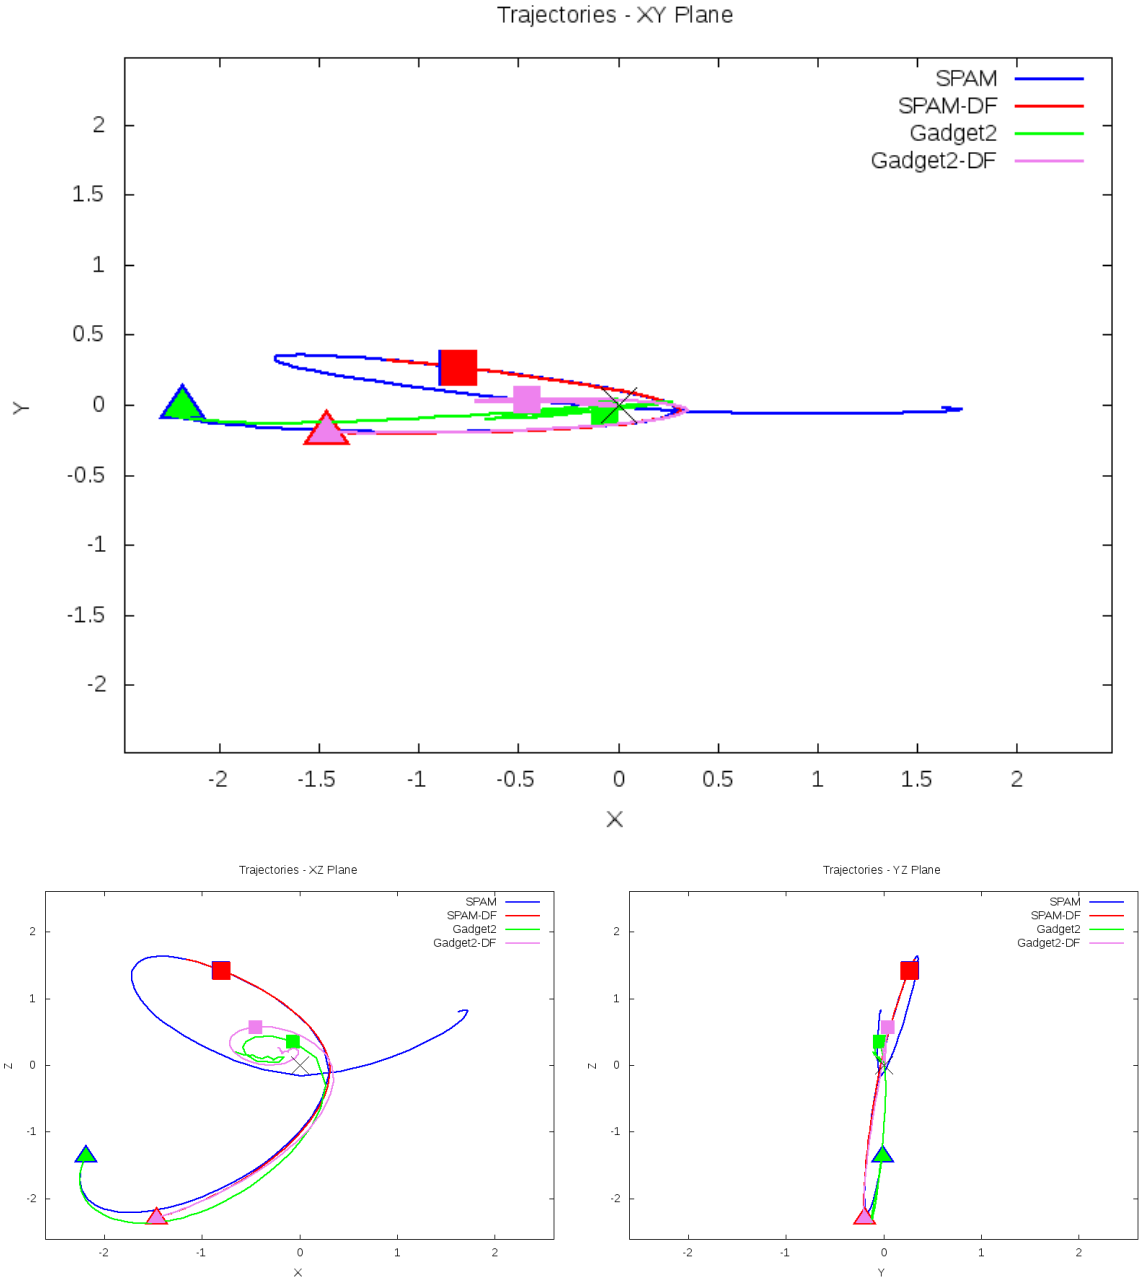 Trajectories - XY Plane
SPAM
SPAM-DF
Gadget2
Gadget2-DF
2
1.5
1
0.5
0
-0.5
-1
-1.5
-2
Y
-2 -1.5 -1 -0.5 0 0.5 1 1.5 2
X
Trajectories - XZ Plane
SPAM
SPAM-DF
Gadget2
Gadget2-DF
2
1
0
-1
-2
Z
-2 -1 0 1 2
X
Trajectories - YZ Plane
SPAM
SPAM-DF
Gadget2
Gadget2-DF
2
1
0
-1
-2
Z
-2 -1 0 1 2
Y